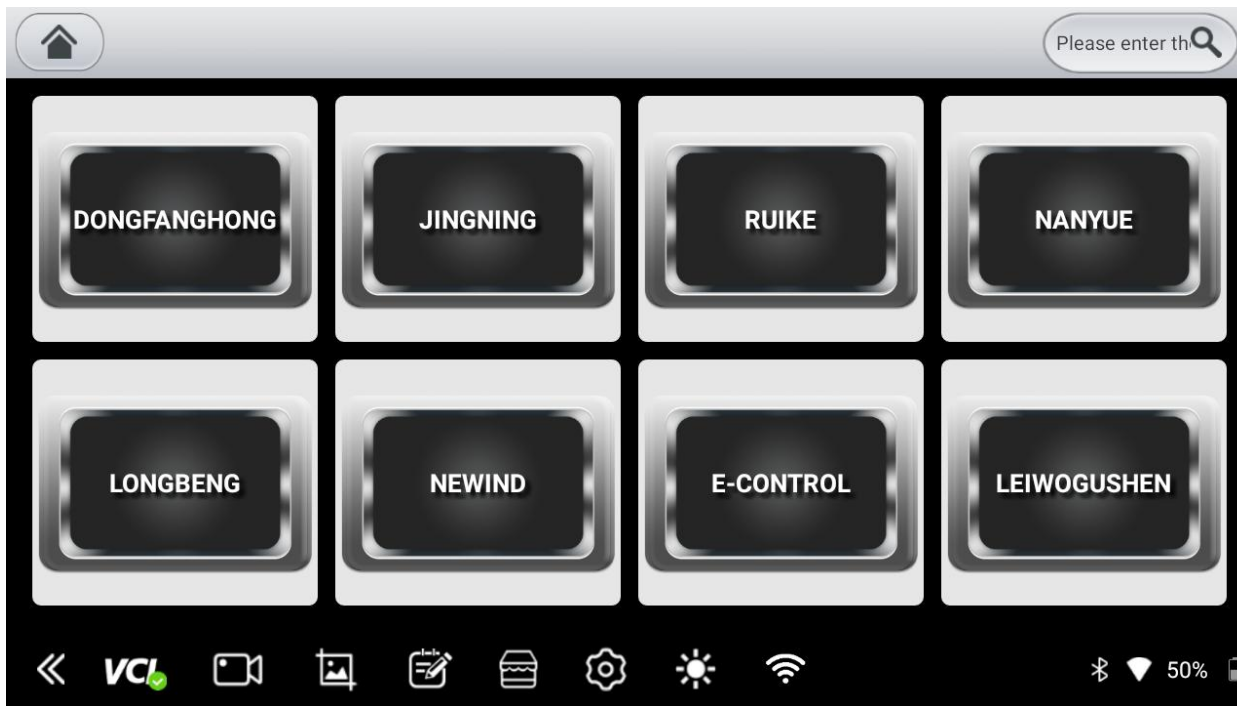 Please enter th
DONGFANGHONG
JINGNING
RUIKE
NANYUE
LONGBENG
NEWIND
E-CONTROL
LEIWOGUSHEN
VCI
50%